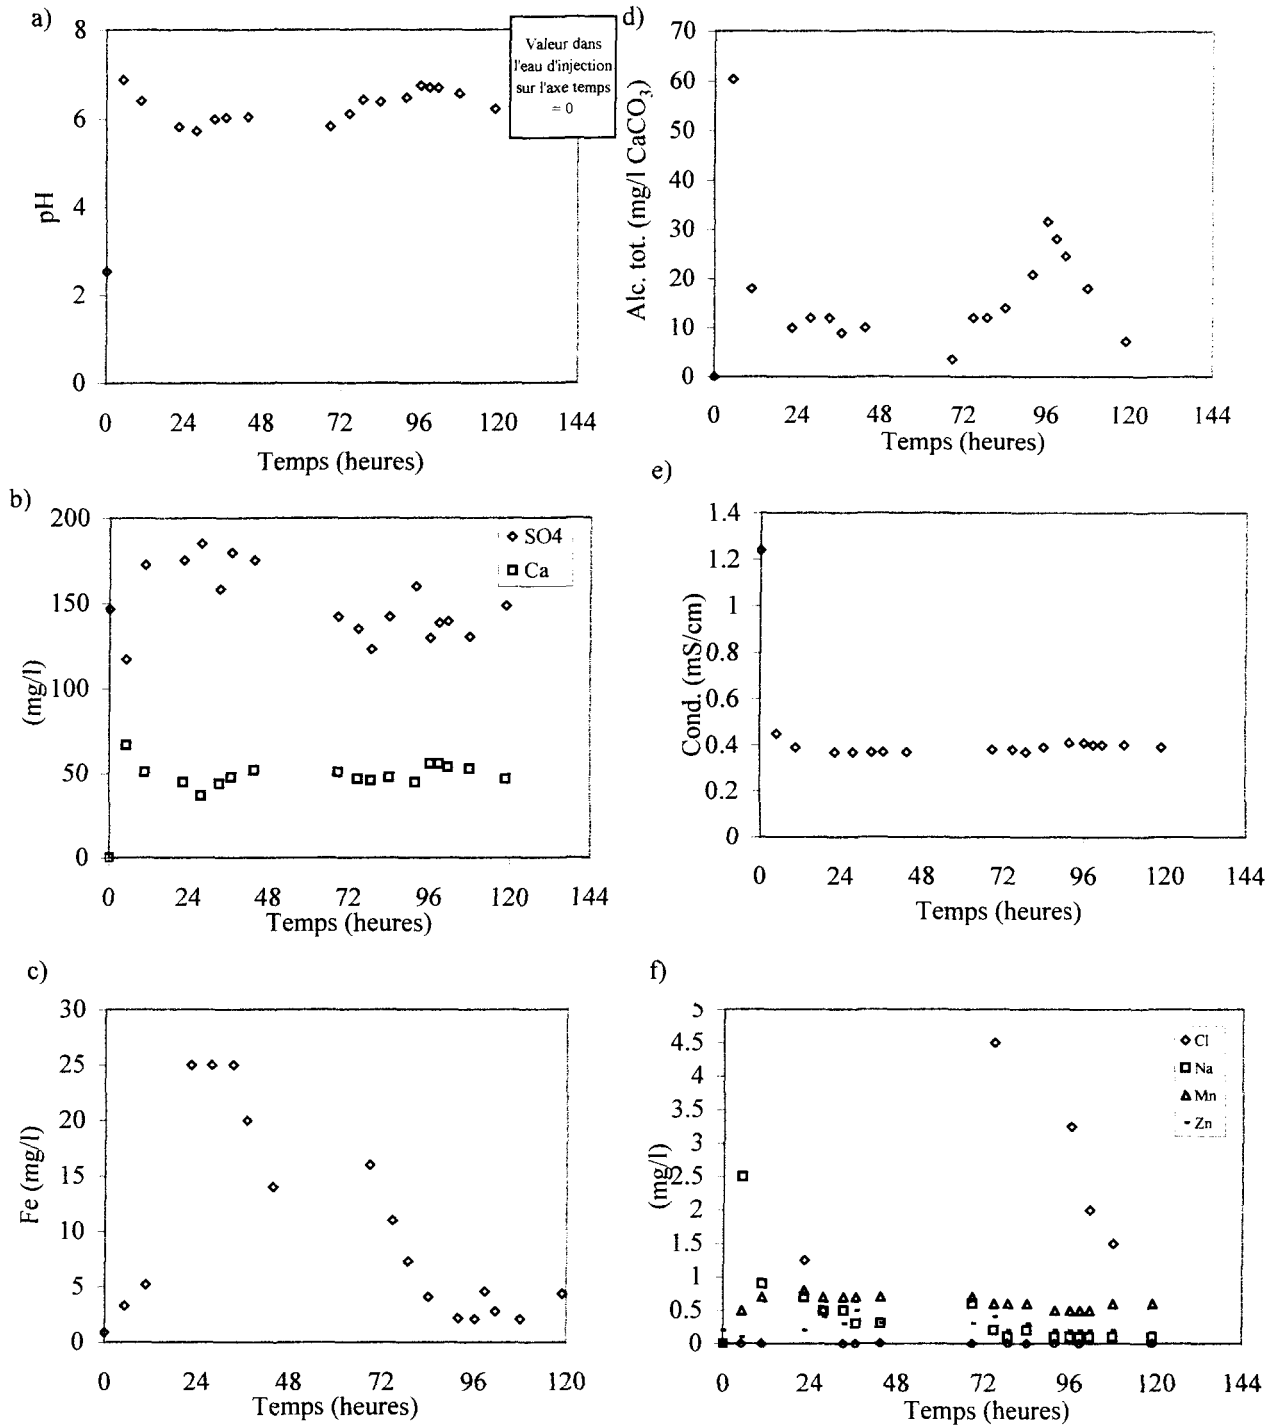 a)
8
6
4
2
0
pH
0 24 48 72 96 120 144
Temps (heures)
Valeur dans
l'eau d'injection
sur l'axe temps
= 0
d)
70
60
50
40
30
20
10
0
Alc. tot. (mg/l CaCO3)
0 24 48 72 96 120 144
Temps (heures)
b)
200
150
100
50
0
(mg/l)
SO4
Ca
0 24 48 72 96 120 144
Temps (heures)
e)
1.4
1.2
1
0.8
0.6
0.4
0.2
0
Cond. (mS/cm)
0 24 48 72 96 120 144
Temps (heures)
c)
30
25
20
15
10
5
0
Fe (mg/l)
0 24 48 72 96 120
Temps (heures)
f)
5
4.5
4
3.5
3
2.5
2
1.5
1
0.5
0
(mg/l)
Cl
Na
Mn
Zn
0 24 48 72 96 120 144
Temps (heures)